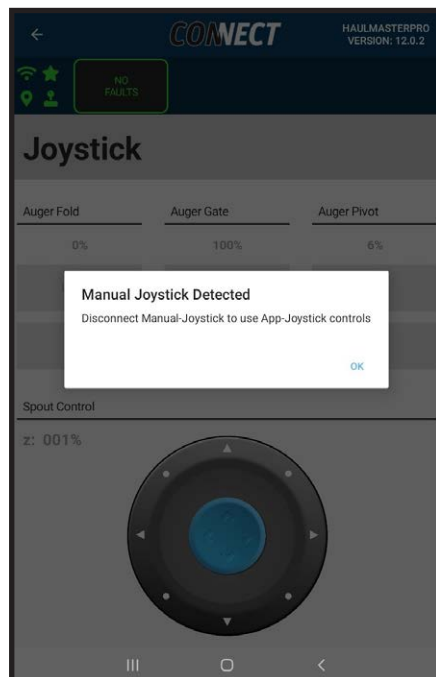 CONNECT
HAULMASTERPRO
VERSION: 12.0.2
NO
FAULTS
Joystick
Auger Fold Auger Gate Auger Pivot
0% 100% 6%
Manual Joystick Detected
Disconnect Manual-Joystick to use App-Joystick controls
OK
Spout Control
z: 001%